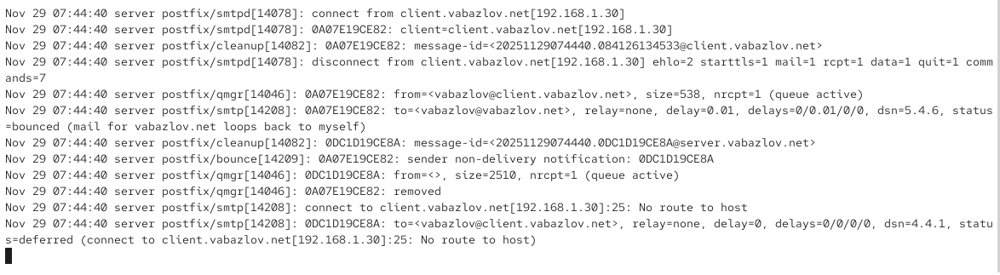 Nov 29 07:44:40 server postfix/smtpd[14078]: connect from client.vabazlov.net[192.168.1.30]
Nov 29 07:44:40 server postfix/smtpd[14078]: 0A07E19CE82: client=client.vabazlov.net[192.168.1.30]
Nov 29 07:44:40 server postfix/cleanup[14082]: 0A07E19CE82: message-id=<20251129074440.084126134533@client.vabazlov.net>
Nov 29 07:44:40 server postfix/smtpd[14078]: disconnect from client.vabazlov.net[192.168.1.30] ehlo=2 starttls=1 mail=1 rcpt=1 data=1 quit=1 comm
ands=7
Nov 29 07:44:40 server postfix/qmgr[14046]: 0A07E19CE82: from=<vabazlov@client.vabazlov.net>, size=538, nrcpt=1 (queue active)
Nov 29 07:44:40 server postfix/smtp[14208]: 0A07E19CE82: to=<vabazlov@vabazlov.net>, relay=none, delay=0.01, delays=0/0.01/0/0, dsn=5.4.6, status
=bounced (mail for vabazlov.net loops back to myself)
Nov 29 07:44:40 server postfix/cleanup[14082]: 0DC1D19CE8A: message-id=<20251129074440.0DC1D19CE8A@server.vabazlov.net>
Nov 29 07:44:40 server postfix/bounce[14209]: 0A07E19CE82: sender non-delivery notification: 0DC1D19CE8A
Nov 29 07:44:40 server postfix/qmgr[14046]: 0DC1D19CE8A: from=<>, size=2510, nrcpt=1 (queue active)
Nov 29 07:44:40 server postfix/qmgr[14046]: 0A07E19CE82: removed
Nov 29 07:44:40 server postfix/smtp[14208]: connect to client.vabazlov.net[192.168.1.30]:25: No route to host
Nov 29 07:44:40 server postfix/smtp[14208]: 0DC1D19CE8A: to=<vabazlov@client.vabazlov.net>, relay=none, delay=0, delays=0/0/0/0, dsn=4.4.1, statu
s=deferred (connect to client.vabazlov.net[192.168.1.30]:25: No route to host)